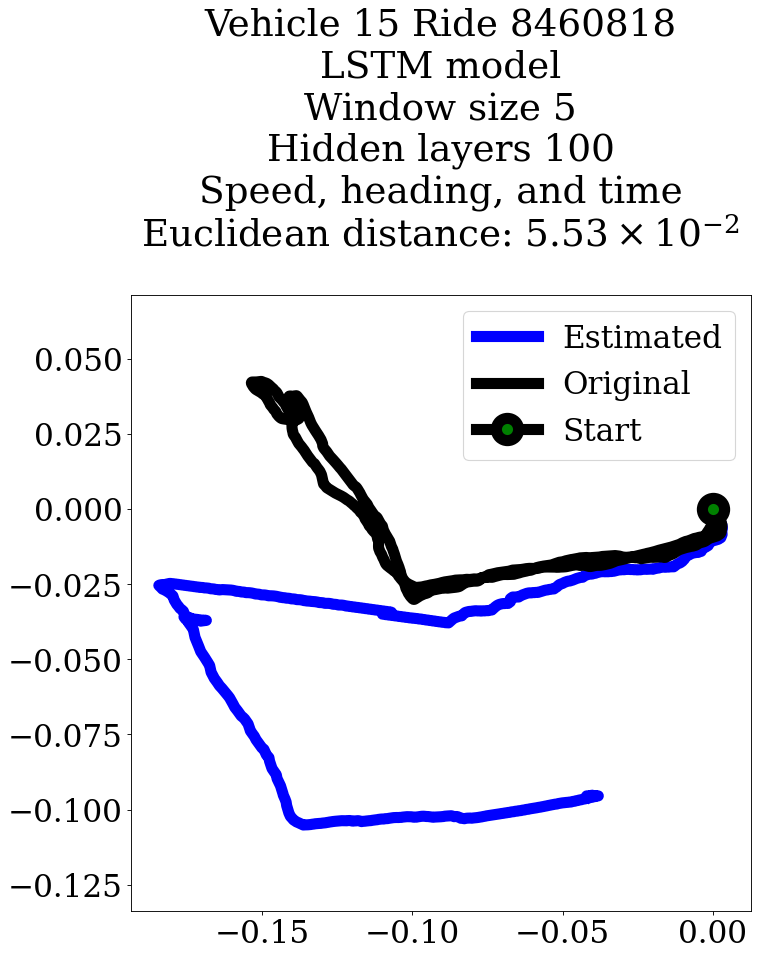 Vehicle 15 Ride 8460818
LSTM model
Window size 5
Hidden layers 100
Speed, heading, and time
Euclidean distance: 5.53 × 10⁻²
Estimated
Original
Start
0.050
0.025
0.000
−0.025
−0.050
−0.075
−0.100
−0.125
−0.15
−0.10
−0.05
0.00